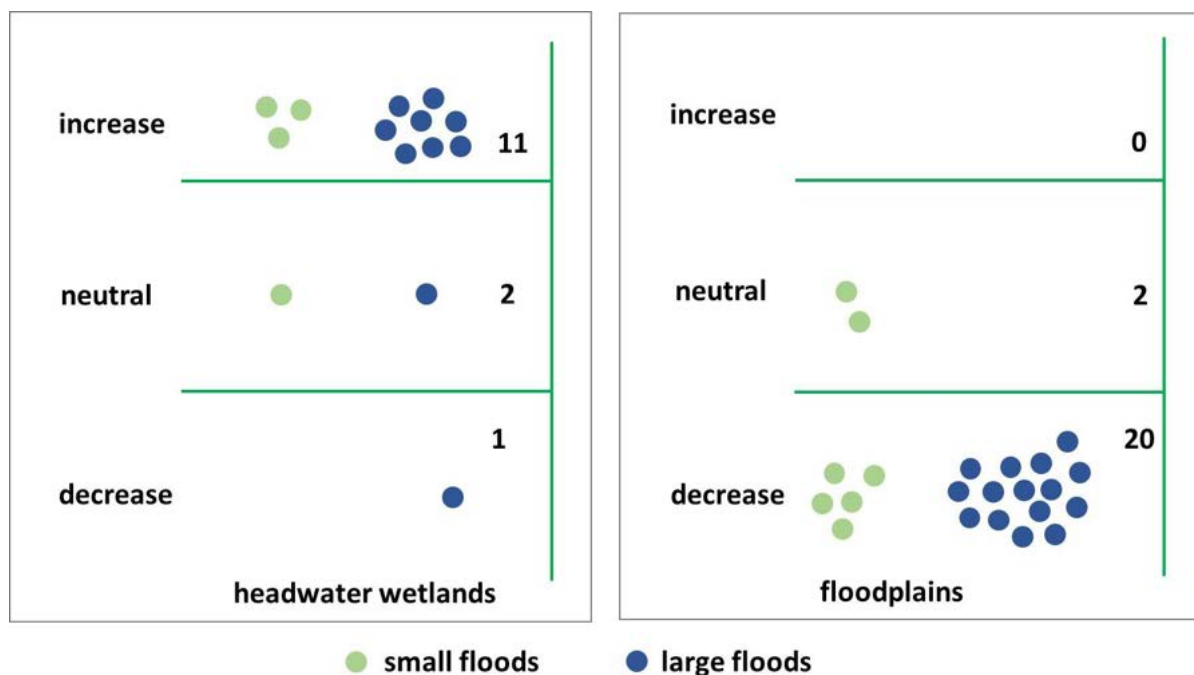 increase
11
neutral
2
1
decrease
headwater wetlands
increase
0
neutral
2
20
decrease
floodplains
small floods
large floods